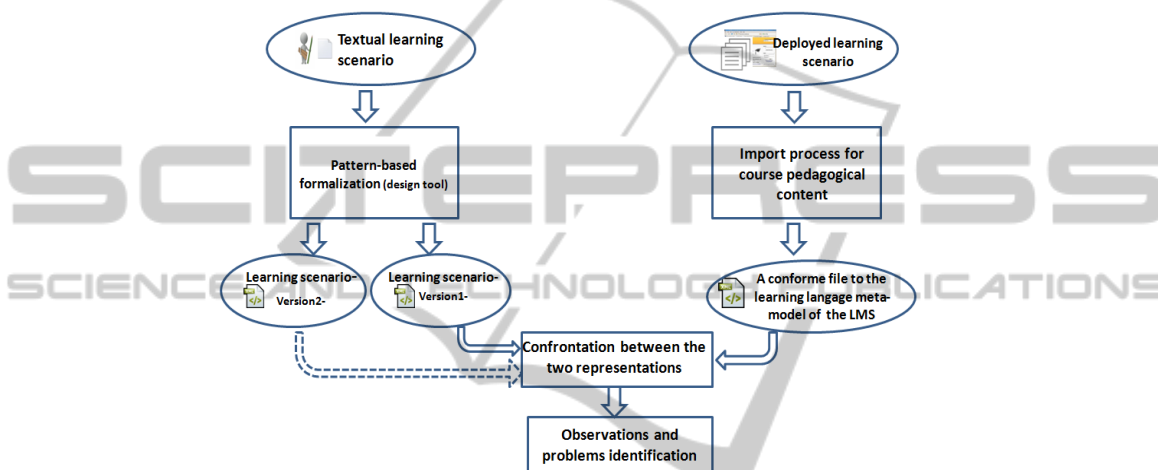 Textual learning
scenario
Deployed learning
scenario
Pattern-based
formalization (design tool)
Import process for
course pedagogical
content
SCITEPRESS
SCIENCE AND TECHNOLOGY PUBLICATIONS
Learning scenario-
Version2-
Learning scenario-
Version1-
A conforme file to the
learning langage meta-
model of the LMS
Confrontation between the
two representations
Observations and
problems identification